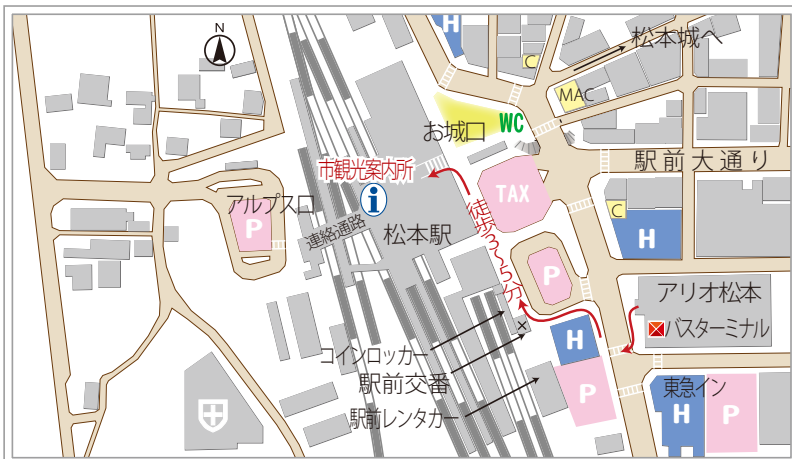 N
H
松本城へ
C
MAC
WC
お城口
駅前大通り
市観光案内所
i
TAX
アルプス口
P
連絡通路
松本駅
徒歩3〜5分
C
H
P
アリオ松本
バスターミナル
H
コインロッカー
駅前交番
駅前レンタカー
P
東急イン
H
P